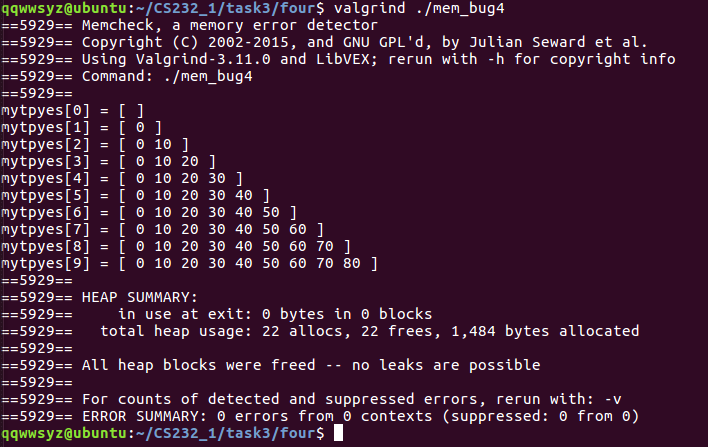 qqwwsyz@ubuntu:~/CS232_1/task3/four$ valgrind ./mem_bug4
==5929== Memcheck, a memory error detector
==5929== Copyright (C) 2002-2015, and GNU GPL'd, by Julian Seward et al.
==5929== Using Valgrind-3.11.0 and LibVEX; rerun with -h for copyright info
==5929== Command: ./mem_bug4
==5929==
mytpyes[0] = [ ]
mytpyes[1] = [ 0 ]
mytpyes[2] = [ 0 10 ]
mytpyes[3] = [ 0 10 20 ]
mytpyes[4] = [ 0 10 20 30 ]
mytpyes[5] = [ 0 10 20 30 40 ]
mytpyes[6] = [ 0 10 20 30 40 50 ]
mytpyes[7] = [ 0 10 20 30 40 50 60 ]
mytpyes[8] = [ 0 10 20 30 40 50 60 70 ]
mytpyes[9] = [ 0 10 20 30 40 50 60 70 80 ]
==5929==
==5929== HEAP SUMMARY:
==5929==     in use at exit: 0 bytes in 0 blocks
==5929==   total heap usage: 22 allocs, 22 frees, 1,484 bytes allocated
==5929==
==5929== All heap blocks were freed -- no leaks are possible
==5929==
==5929== For counts of detected and suppressed errors, rerun with: -v
==5929== ERROR SUMMARY: 0 errors from 0 contexts (suppressed: 0 from 0)
qqwwsyz@ubuntu:~/CS232_1/task3/four$